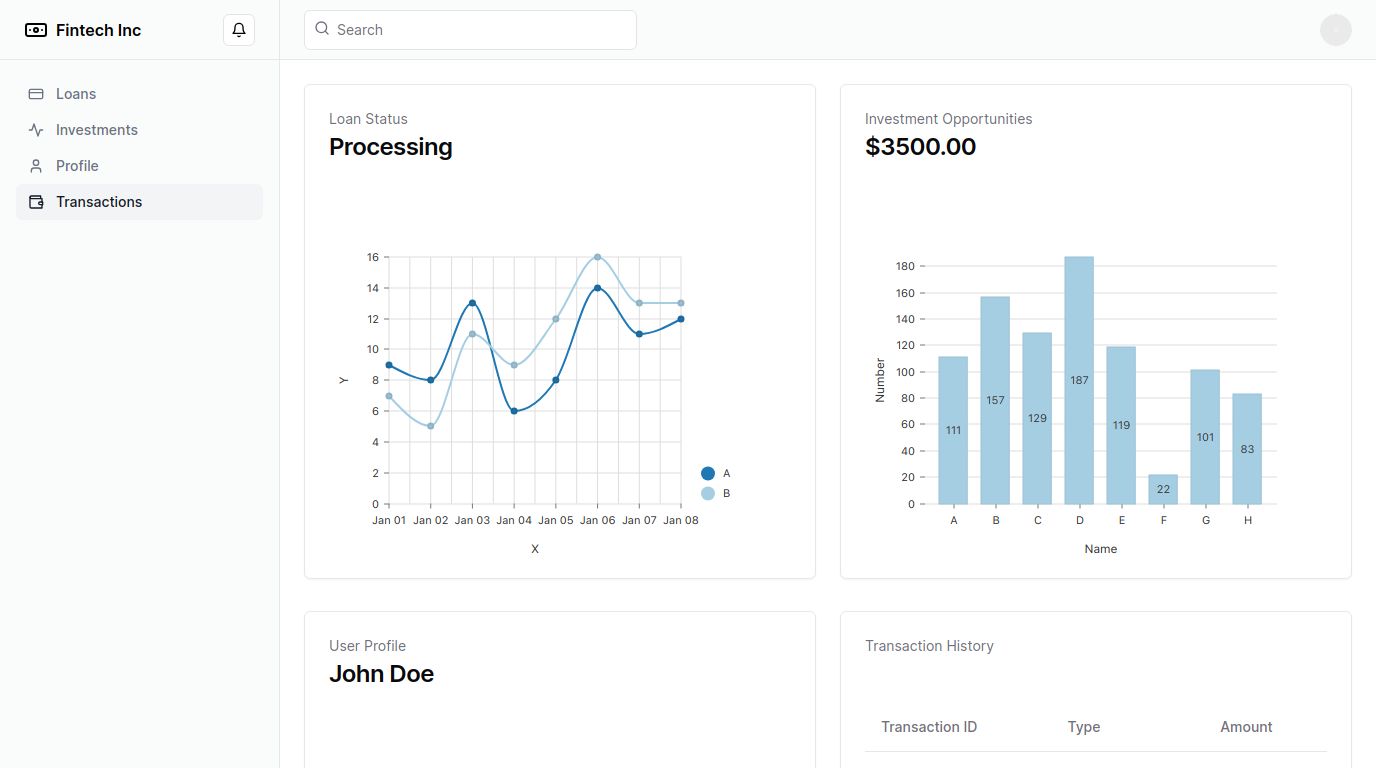 Fintech Inc
Search
Loans
Investments
Profile
Transactions
Loan Status
Processing
16
14
12
10
8
6
4
2
0
Y
Jan 01 Jan 02 Jan 03 Jan 04 Jan 05 Jan 06 Jan 07 Jan 08
X
A
B
Investment Opportunities
$3500.00
180
160
140
120
100
80
60
40
20
0
Number
111 157 129 187 119 22 101 83
A B C D E F G H
Name
User Profile
John Doe
Transaction History
Transaction ID Type Amount